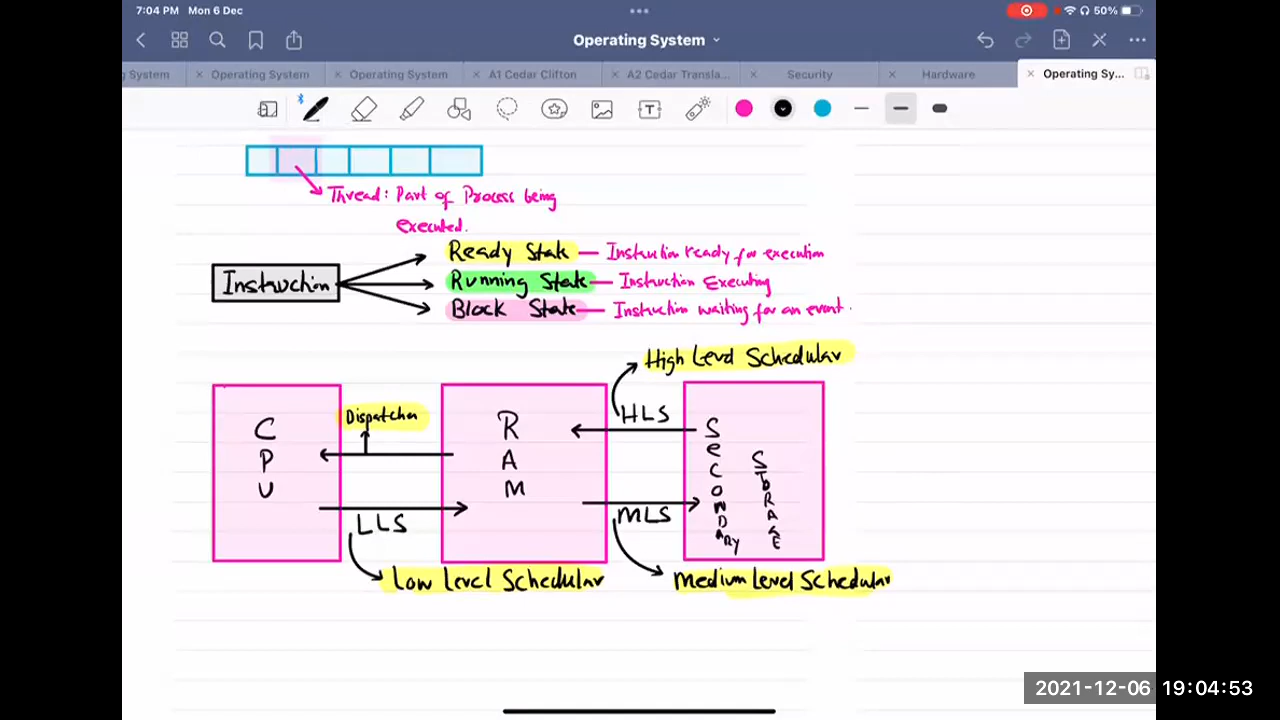 7:04 PM Mon 6 Dec
50%
Operating System
g System
Operating System
Operating System
A1 Cedar Clifton
A2 Cedar Transla...
Security
Hardware
Operating Sy...
Thread: Part of Process being
executed.
Instruction
Ready State — Instruction ready for execution
Running State — Instruction Executing
Block State — Instruction waiting for an event.
High Level Schedular
CPU
Dispatcher
RAM
HLS
SECONDARY
STORAGE
LLS
MLS
Low Level Schedular
Medium Level Schedular
2021-12-06 19:04:53